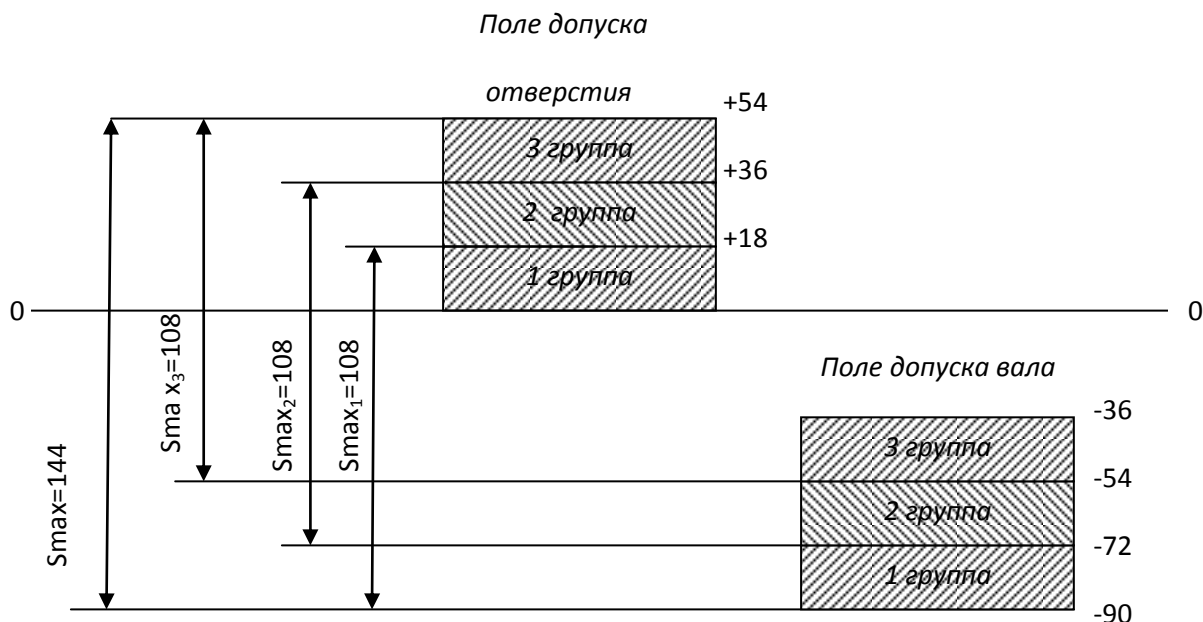 Поле допуска
отверстия
+54
3 группа
+36
2 группа
+18
1 группа
0
0
Smax=144
Sma x₃=108
Smax₂=108
Smax₁=108
Поле допуска вала
-36
3 группа
-54
2 группа
-72
1 группа
-90